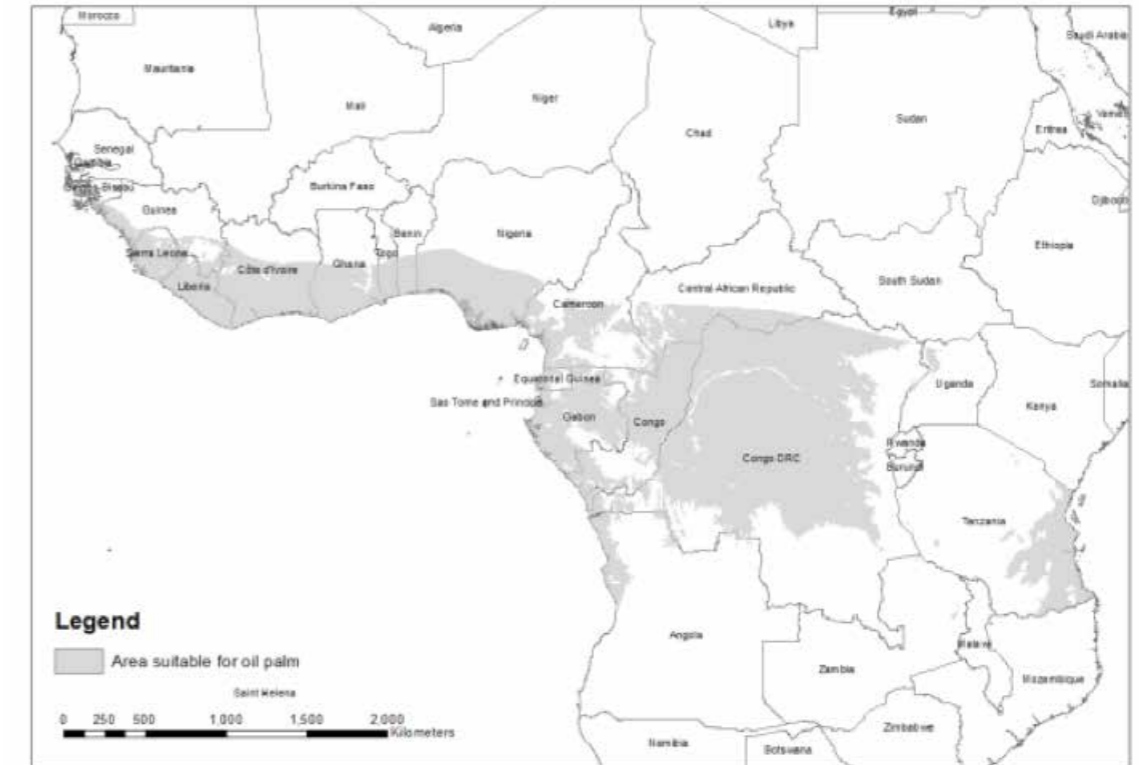 Morocco
Algeria
Libya
Egypt
Saudi Arabia
Mauritania
Mali
Niger
Chad
Sudan
Eritrea
Yemen
Senegal
Gambia
Guinea-Bissau
Guinea
Burkina Faso
Benin
Nigeria
Djibouti
Ethiopia
Sierra Leone
Côte d'Ivoire
Ghana
Togo
Liberia
Cameroon
Central African Republic
South Sudan
Equatorial Guinea
Uganda
Kenya
Somalia
Sao Tome and Principe
Gabon
Congo
Congo DRC
Rwanda
Burundi
Tanzania
Angola
Zambia
Malawi
Mozambique
Zimbabwe
Namibia
Botswana
Legend
Area suitable for oil palm
Saint Helena
0 250 500 1,000 1,500 2,000
Kilometers